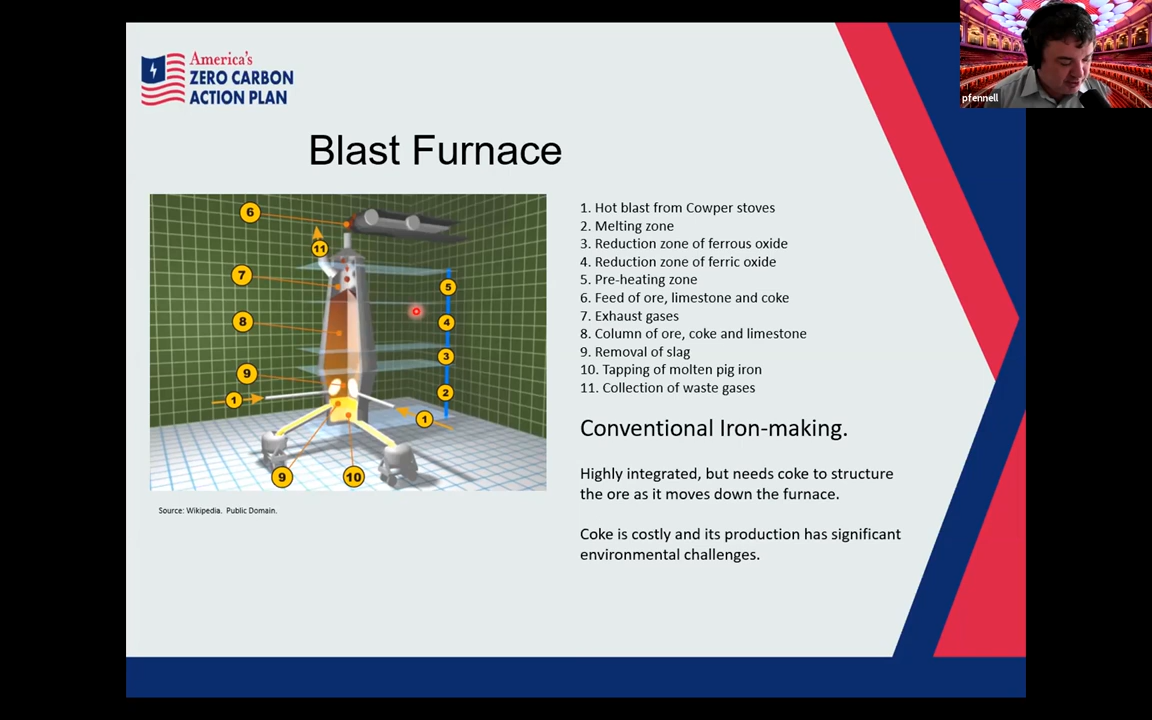 America's
ZERO CARBON
ACTION PLAN
pfennell
Blast Furnace
6
11
7
5
8
4
3
9
2
1
1
9
10
1. Hot blast from Cowper stoves
2. Melting zone
3. Reduction zone of ferrous oxide
4. Reduction zone of ferric oxide
5. Pre-heating zone
6. Feed of ore, limestone and coke
7. Exhaust gases
8. Column of ore, coke and limestone
9. Removal of slag
10. Tapping of molten pig iron
11. Collection of waste gases
Conventional Iron-making.
Highly integrated, but needs coke to structure
the ore as it moves down the furnace.
Coke is costly and its production has significant
environmental challenges.
Source: Wikipedia. Public Domain.